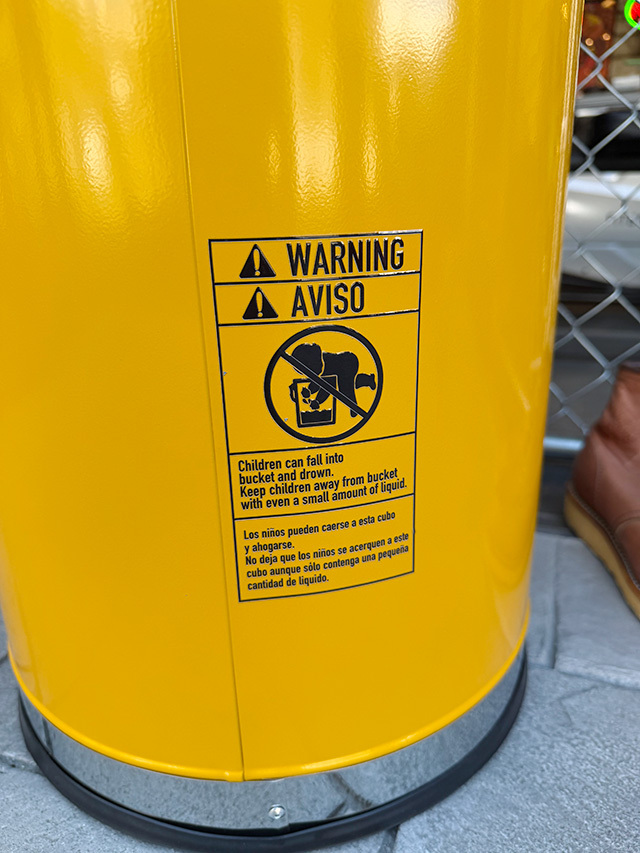 WARNING
AVISO
Children can fall into
bucket and drown.
Keep children away from bucket
with even a small amount of liquid.
Los niños pueden caerse a esta cubo
y ahogarse.
No deja que los niños se acerquen a este
cubo aunque sólo contenga una pequeña
cantidad de liquido.